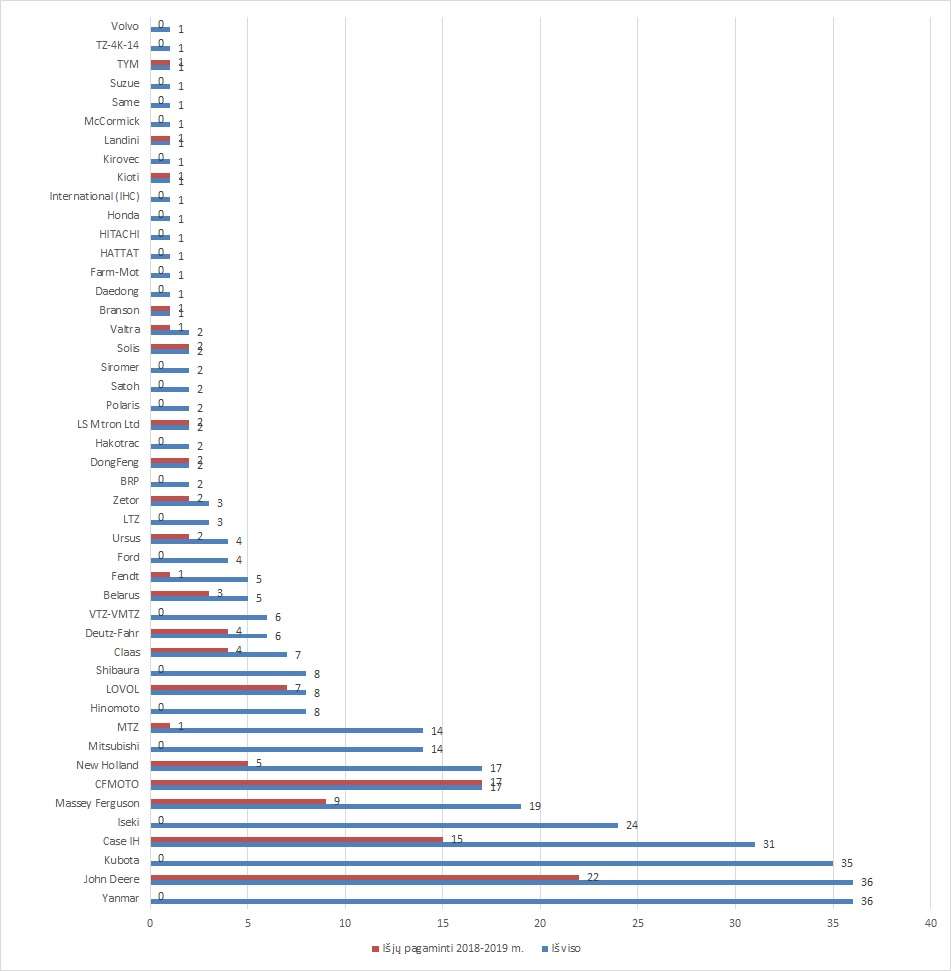 Volvo 0 1
TZ-4K-14 0 1
TYM 1 1
Suzue 0 1
Same 0 1
McCormick 0 1
Landini 1 1
Kirovec 0 1
Kioti 1 1
International (IHC) 0 1
Honda 0 1
HITACHI 0 1
HATTAT 0 1
Farm-Mot 0 1
Daedong 0 1
Branson 1 1
Valtra 1 2
Solis 2 2
Siromer 0 2
Satoh 0 2
Polaris 0 2
LS Mtron Ltd 2 2
Hakotrac 0 2
DongFeng 2 2
BRP 0 2
Zetor 2 3
LTZ 0 3
Ursus 2 4
Ford 0 4
Fendt 1 5
Belarus 3 5
VTZ-VMTZ 0 6
Deutz-Fahr 4 6
Claas 4 7
Shibaura 0 8
LOVOL 7 8
Hinomoto 0 8
MTZ 1 14
Mitsubishi 0 14
New Holland 5 17
CFMOTO 17 17
Massey Ferguson 9 19
Iseki 0 24
Case IH 15 31
Kubota 0 35
John Deere 22 36
Yanmar 0 36
0 5 10 15 20 25 30 35 40
Iš jų pagaminti 2018-2019 m. Iš viso